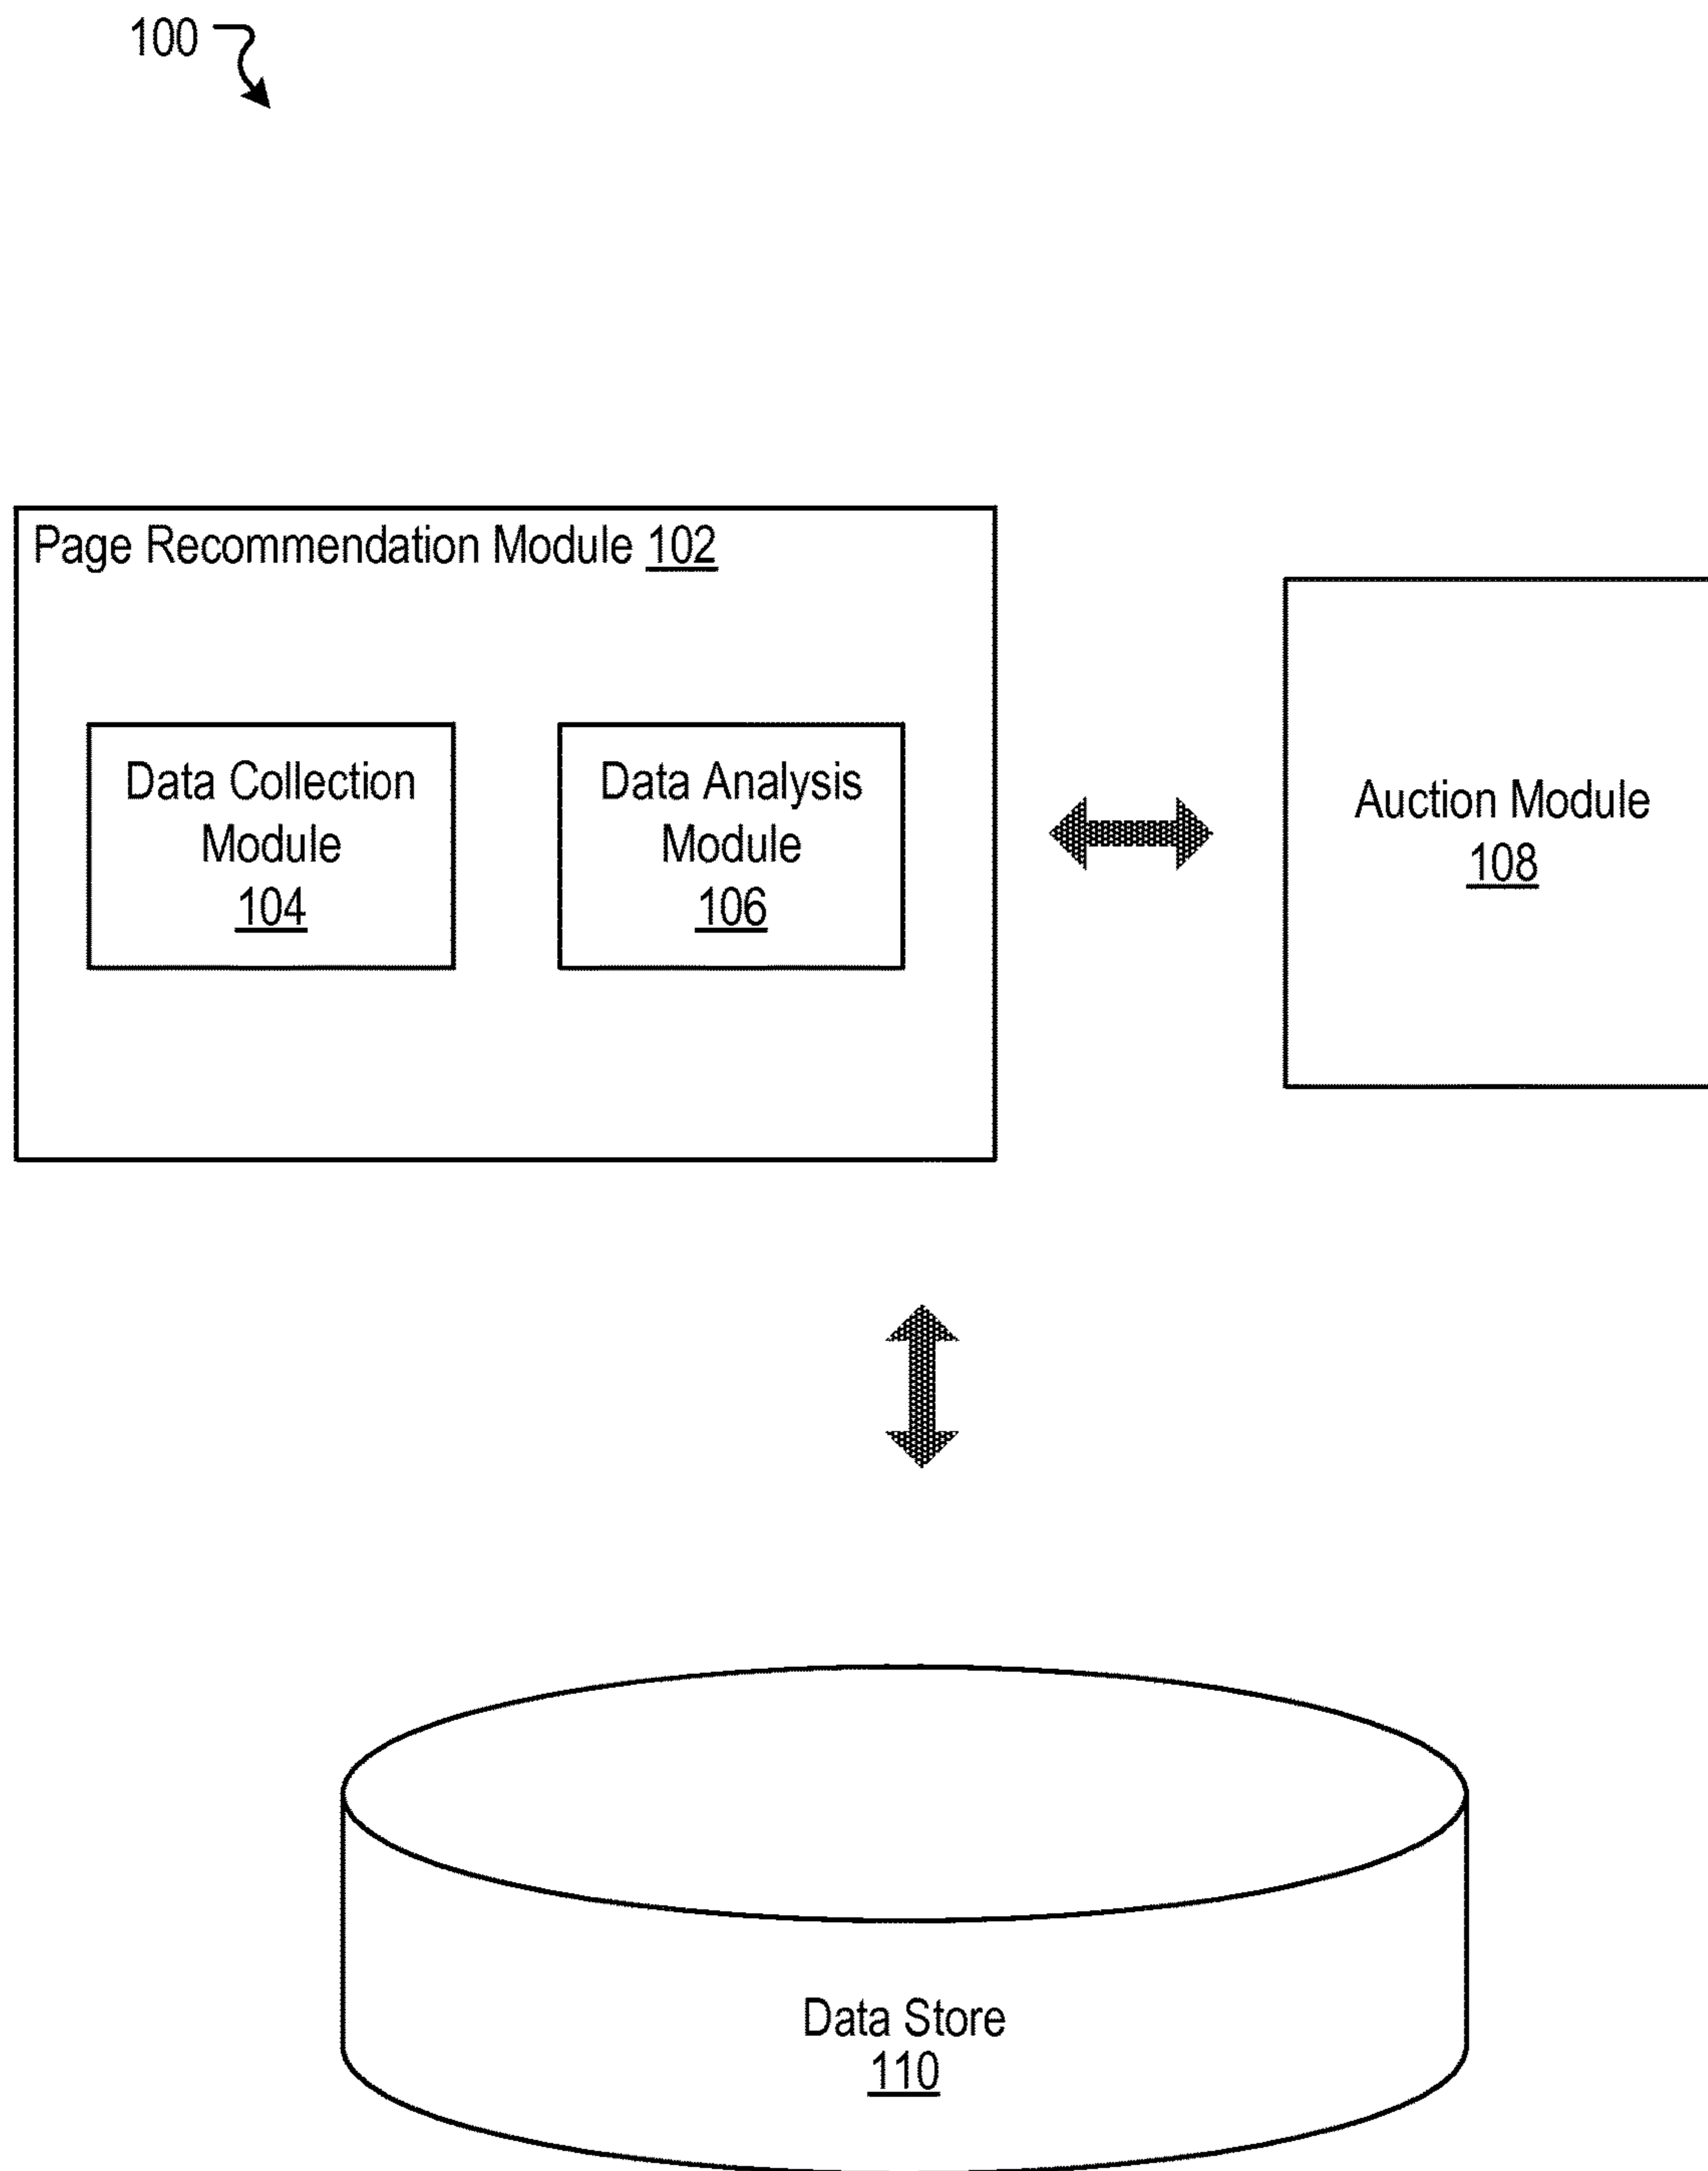 100
Page Recommendation Module 102
Data Collection
Module
104
Data Analysis
Module
106
Auction Module
108
Data Store
110